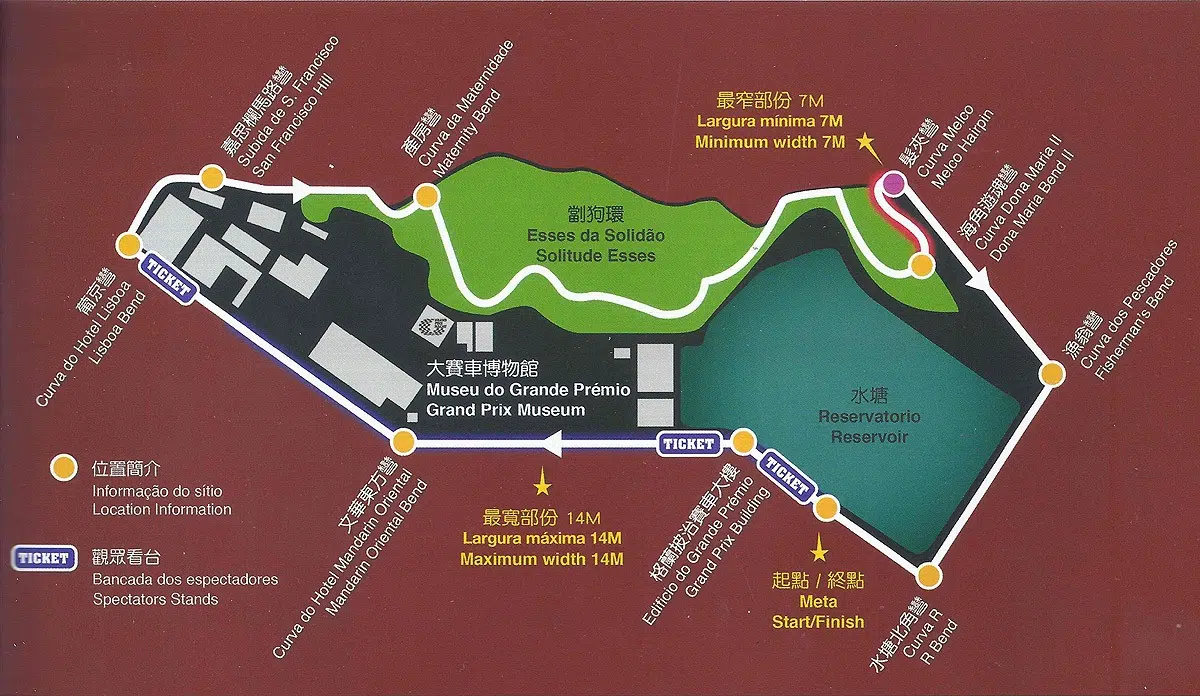 嘉思欄馬路彎
Subida de S. Francisco
San Francisco Hill
產房彎
Curva da Maternidade
Maternity Bend
最窄部份 7M
Largura mínima 7M
Minimum width 7M
髮夾彎
Curva Melco
Melco Hairpin
海角遊魂彎
Curva Dona Maria II
Dona Maria Bend II
劏狗環
Esses da Solidão
Solitude Esses
葡京彎
Curva do Hotel Lisboa
Lisboa Bend
TICKET
漁翁彎
Curva dos Pescadores
Fisherman's Bend
大賽車博物館
Museu do Grande Prémio
Grand Prix Museum
水塘
Reservatorio
Reservoir
TICKET
TICKET
位置簡介
Informação do sítio
Location Information
TICKET
觀眾看台
Bancada dos espectadores
Spectators Stands
文華東方彎
Curva do Hotel Mandarin Oriental
Mandarin Oriental Bend
最寬部份 14M
Largura máxima 14M
Maximum width 14M
格蘭披治賽車大樓
Edificio do Grande Prémio
Grand Prix Building
起點 / 終點
Meta
Start/Finish
水塘北角彎
Curva R
R Bend